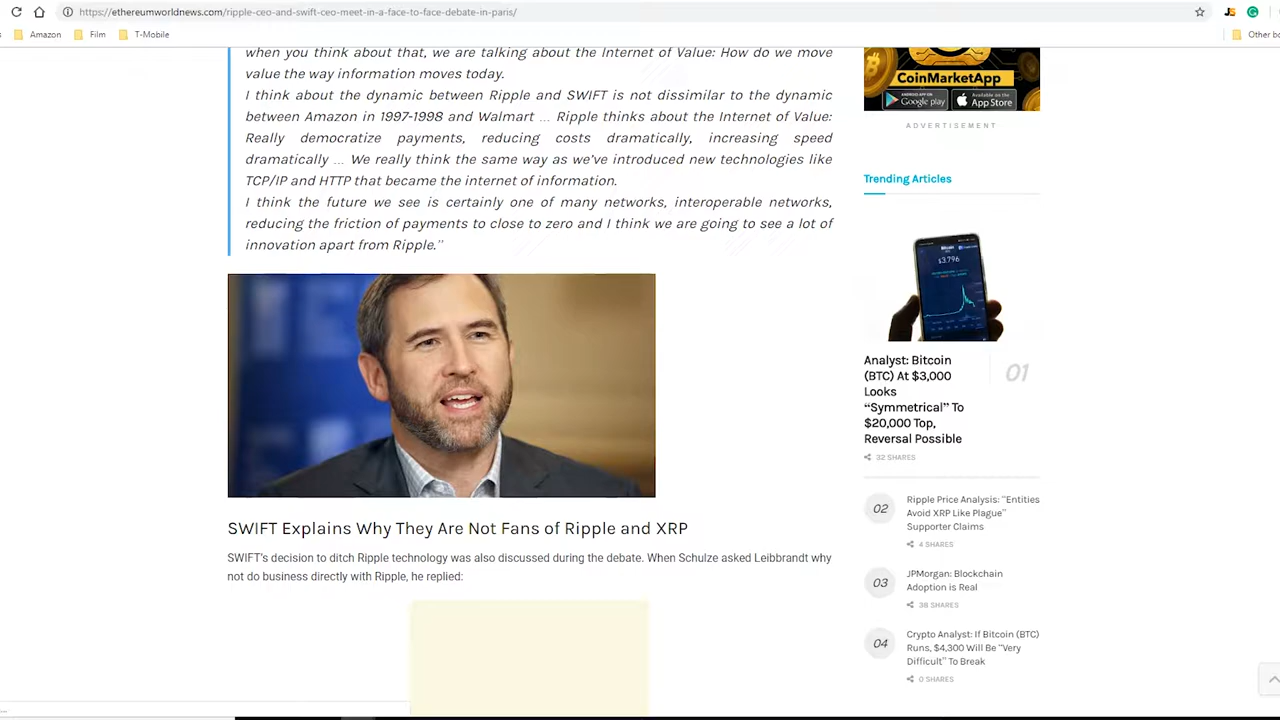 https://ethereumworldnews.com/ripple-ceo-and-swift-ceo-meet-in-a-face-to-face-debate-in-paris/
Amazon
Film
T-Mobile
Other bo
when you think about that, we are talking about the Internet of Value: How do we move
value the way information moves today.
out the dynamic between Ripple and SWIFT is not dissimilar to the dynamic
between Amazon in 1997-1998 and Walmart ... Ripple thinks about the Internet of Value:
Really democratize payments, reducing costs dramatically, increasing speed
dramatically ... We really think the same way as we've introduced new technologies like
TCP/IP and HTTP that became the internet of information.
I think the future we see is certainly one of many networks, interoperable networks,
reducing the friction of payments to close to zero and I think we are going to see a lot of
innovation apart from Ripple."
SWIFT Explains Why They Are Not Fans of Ripple and XRP
SWIFT's decision to ditch Ripple technology was also discussed during the debate. When Schulze asked Leibbrandt why
not do business directly with Ripple, he replied:
CoinMarketApp
ANDROID APP ON
Google play
Available on the
App Store
ADVERTISEMENT
Trending Articles
$3,796
Analyst: Bitcoin
(BTC) At $3,000
Looks
"Symmetrical" To
$20,000 Top,
Reversal Possible
01
32 SHARES
02
Ripple Price Analysis: "Entities
Avoid XRP Like Plague"
Supporter Claims
4 SHARES
03
JPMorgan: Blockchain
Adoption is Real
38 SHARES
04
Crypto Analyst: If Bitcoin (BTC)
Runs, $4,300 Will Be "Very
Difficult" To Break
0 SHARES